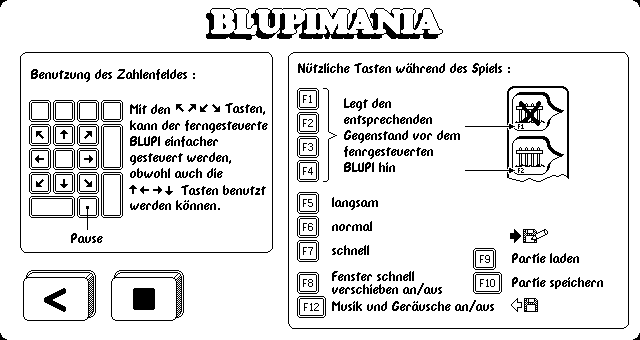 BLUPIMANIA
Benutzung des Zahlenfeldes :
Mit den ↖ ↗ ↙ ↘ Tasten,
kann der ferngesteuerte
BLUPI einfacher
gesteuert werden,
obwohl auch die
↑ ← → ↓ Tasten benutzt
werden können.
Pause
Nützliche Tasten während des Spiels :
F1
F2
F3
F4
Legt den
entsprechenden
Gegenstand vor dem
fenrgesteuerten
BLUPI hin
F1
F2
F5 langsam
F6 normal
F7 schnell
F8 Fenster schnell
verschieben an/aus
F12 Musik und Geräusche an/aus
F9 Partie laden
F10 Partie speichern